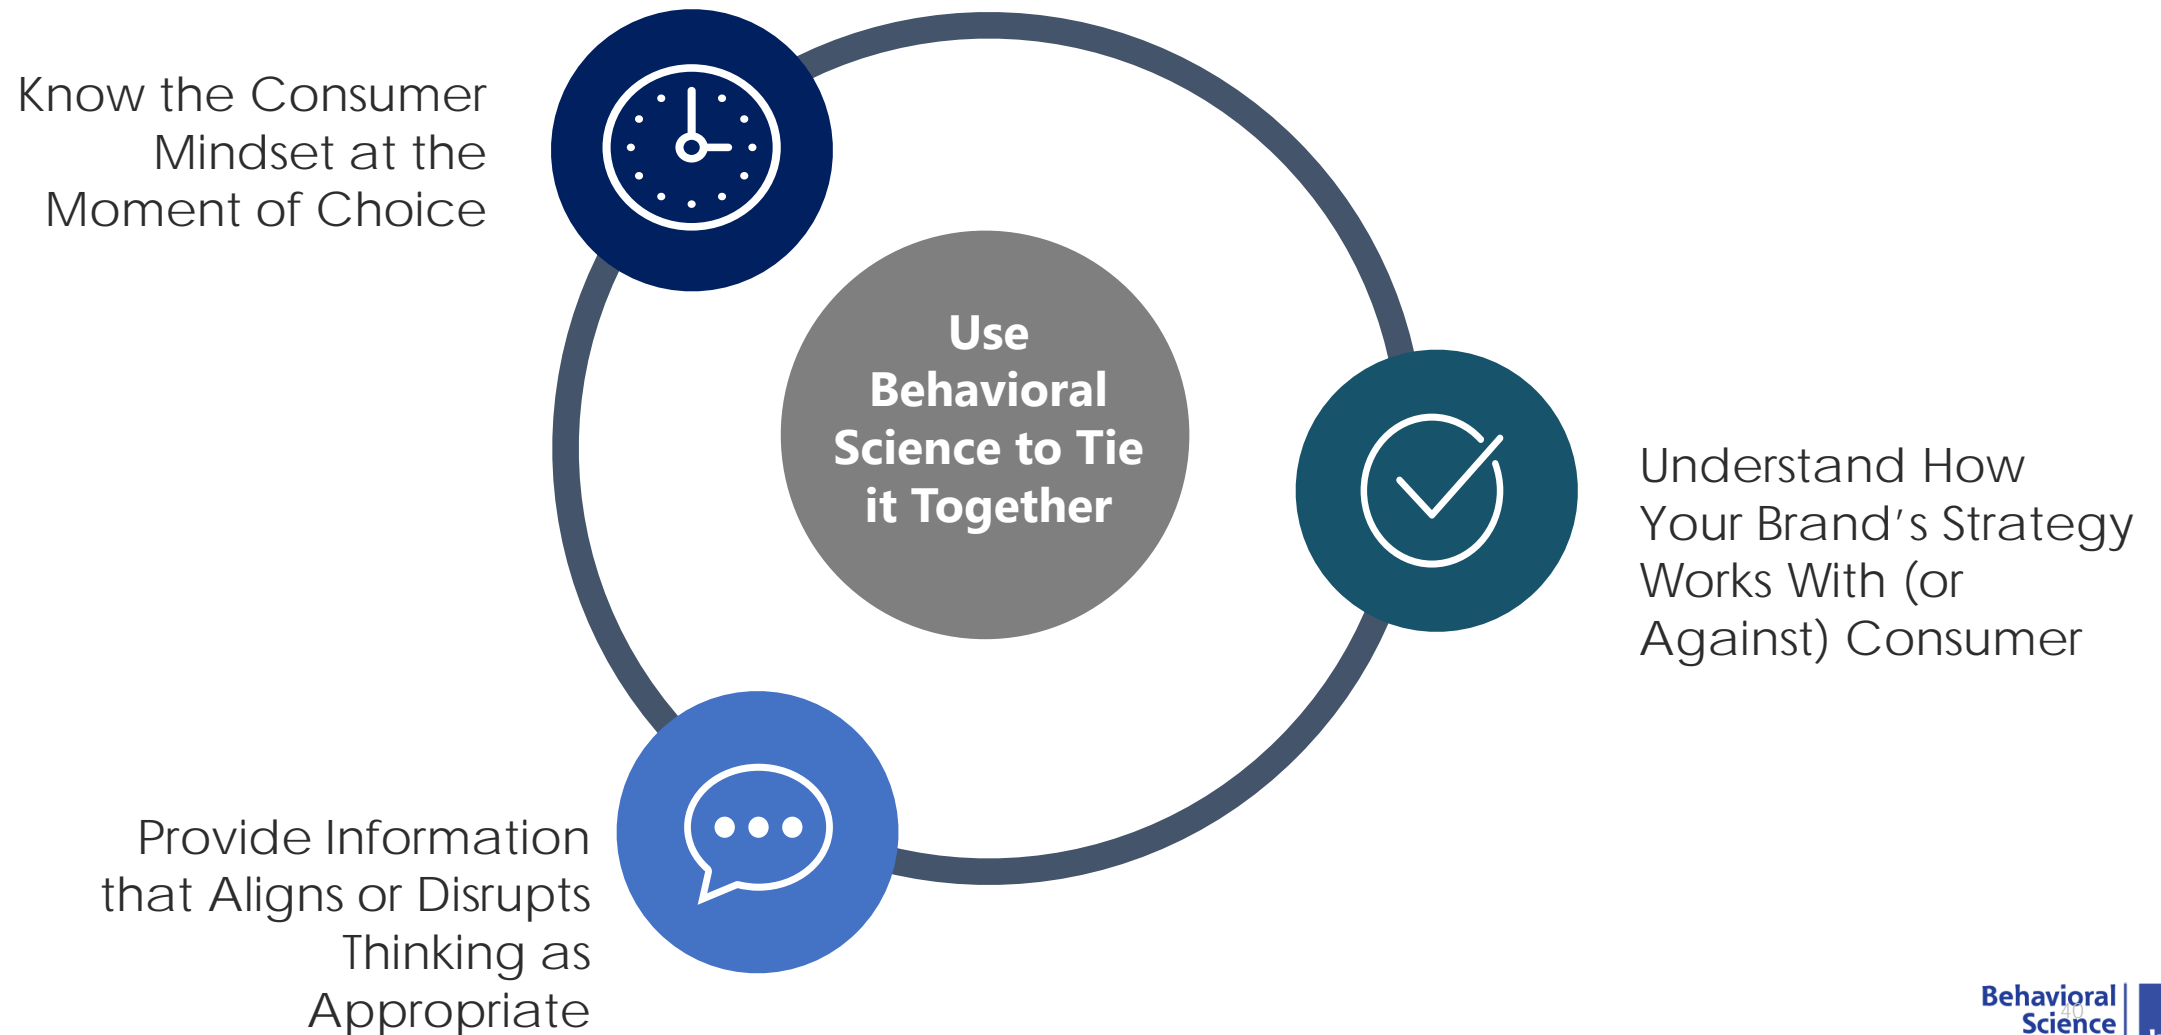 Know the Consumer
Mindset at the
Moment of Choice
Use
Behavioral
Science to Tie
it Together
Understand How
Your Brand’s Strategy
Works With (or
Against) Consumer
Provide Information
that Aligns or Disrupts
Thinking as
Appropriate
Behavioral
40
Science